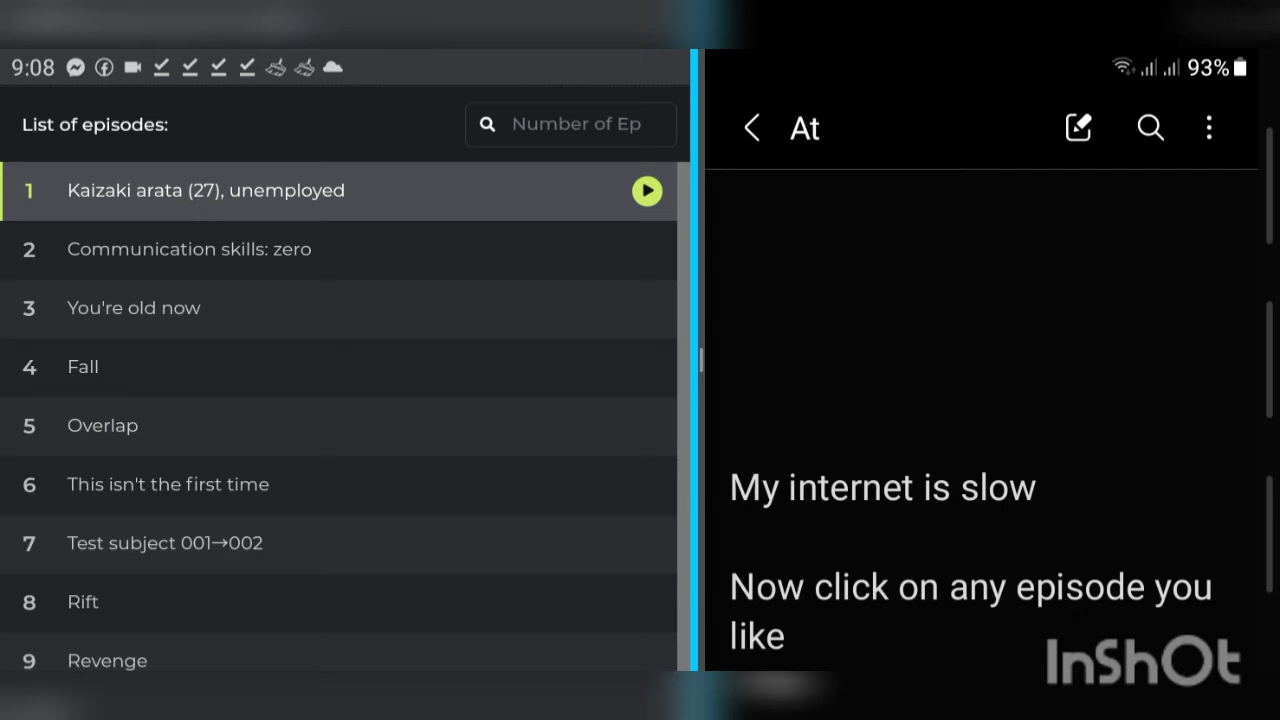 9:08
List of episodes:
Number of Ep
1 Kaizaki arata (27), unemployed
2 Communication skills: zero
3 You're old now
4 Fall
5 Overlap
6 This isn't the first time
7 Test subject 001→002
8 Rift
9 Revenge
93%
At
My internet is slow
Now click on any episode you
like
InShOt